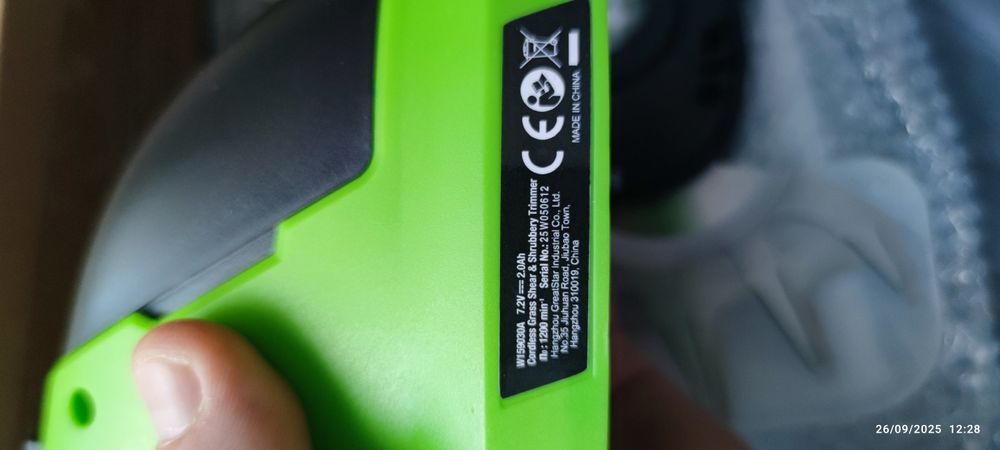 W159030A 7.2V 2.0Ah
Cordless Grass Shear & Shrubbery Trimmer
n₀: 1200 min⁻¹ Serial No.: 25W050612
Hangzhou GreatStar Industrial Co., Ltd.
No.35 Jiuhuan Road, Jiubao Town,
Hangzhou 310019, China
CE
MADE IN CHINA
26/09/2025 12:28